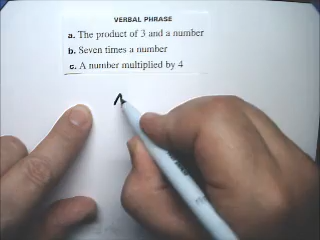 VERBAL PHRASE
a. The product of 3 and a number
b. Seven times a number
c. A number multiplied by 4